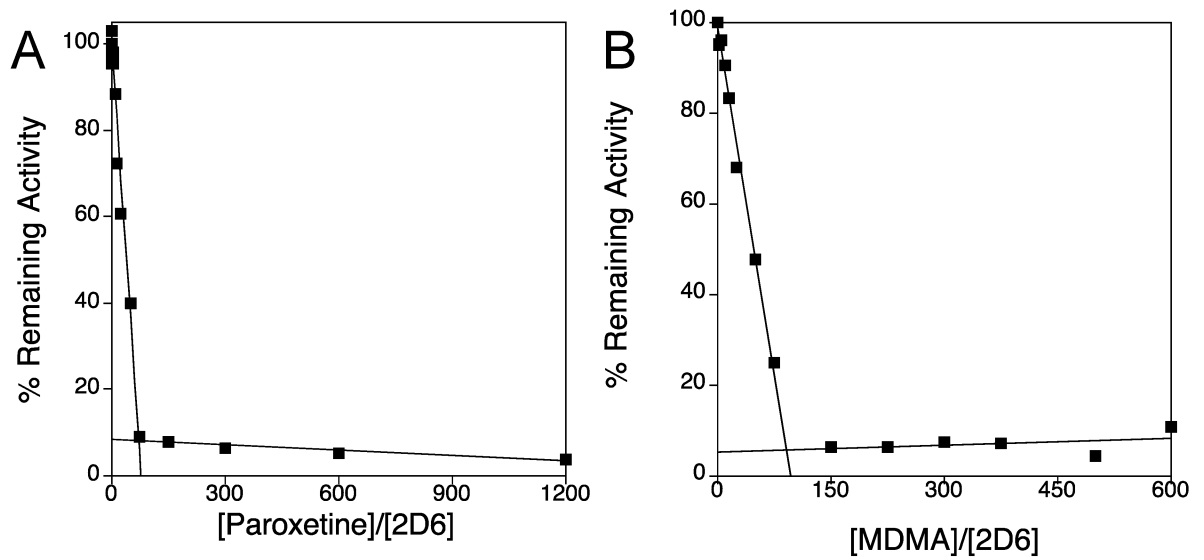 A
% Remaining Activity
100
80
60
40
20
0
0 300 600 900 1200
[Paroxetine]/[2D6]
B
% Remaining Activity
100
80
60
40
20
0
0 150 300 450 600
[MDMA]/[2D6]